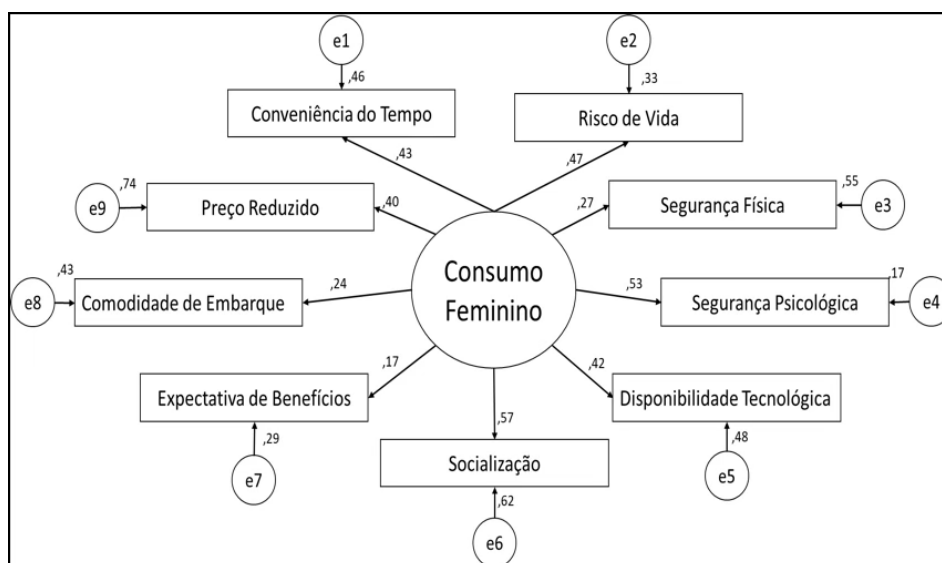 e1
e2
,46
,33
Conveniência do Tempo
Risco de Vida
,43
,47
,74
,55
e9
Preço Reduzido
,40
,27
Segurança Física
e3
Consumo
Feminino
,43
,17
e8
Comodidade de Embarque
,24
,53
Segurança Psicológica
e4
,17
,42
Expectativa de Benefícios
Disponibilidade Tecnológica
,57
,29
,48
e7
Socialização
e5
,62
e6